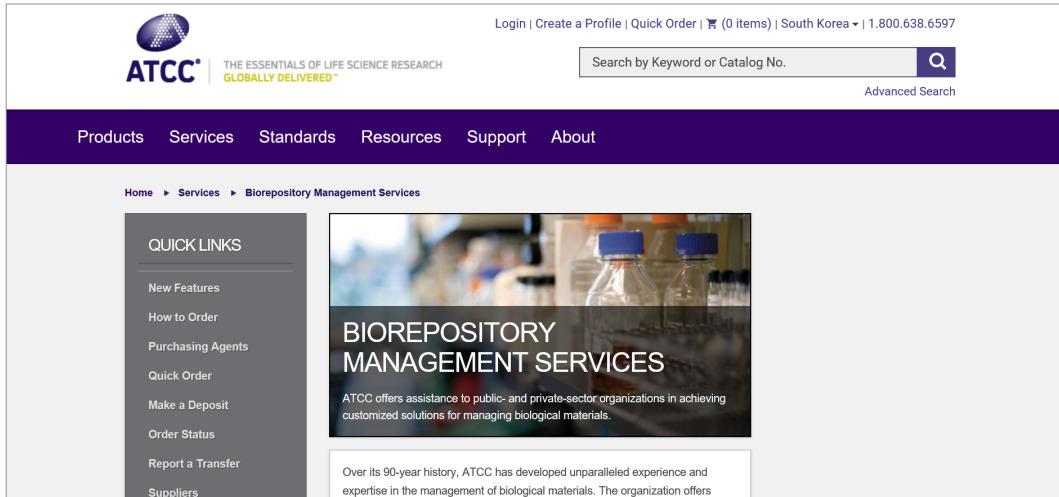 Login | Create a Profile | Quick Order | (0 items) | South Korea | 1.800.638.6597
ATCC®
THE ESSENTIALS OF LIFE SCIENCE RESEARCH
GLOBALLY DELIVERED™
Search by Keyword or Catalog No.
Advanced Search
Products Services Standards Resources Support About
Home ▸ Services ▸ Biorepository Management Services
QUICK LINKS
New Features
How to Order
Purchasing Agents
Quick Order
Make a Deposit
Order Status
Report a Transfer
Suppliers
BIOREPOSITORY
MANAGEMENT SERVICES
ATCC offers assistance to public- and private-sector organizations in achieving
customized solutions for managing biological materials.
Over its 90-year history, ATCC has developed unparalleled experience and
expertise in the management of biological materials. The organization offers